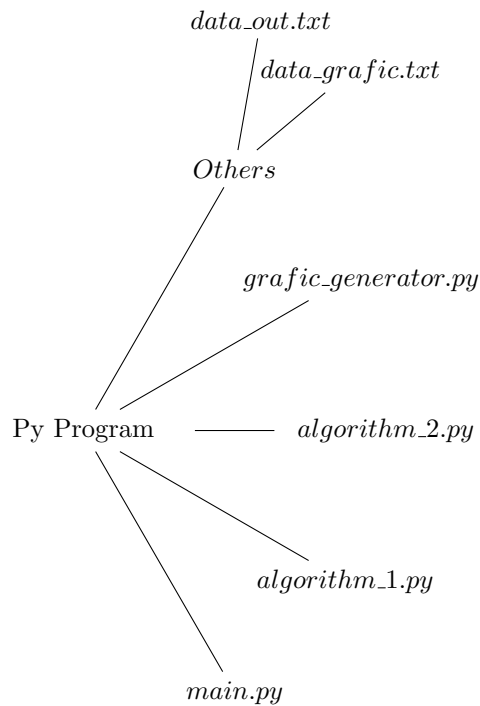 data_out.txt
data_grafic.txt
Others
grafic_generator.py
Py Program
algorithm_2.py
algorithm_1.py
main.py